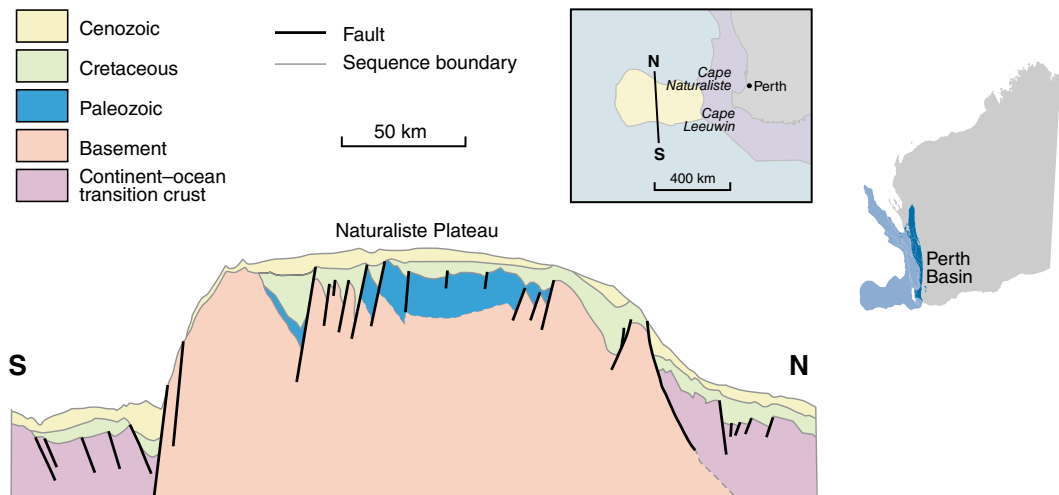 Cenozoic
Cretaceous
Paleozoic
Basement
Continent–ocean
transition crust
Fault
Sequence boundary
50 km
N
Cape
Naturaliste
Perth
Cape
Leeuwin
S
400 km
Perth
Basin
Naturaliste Plateau
S
N